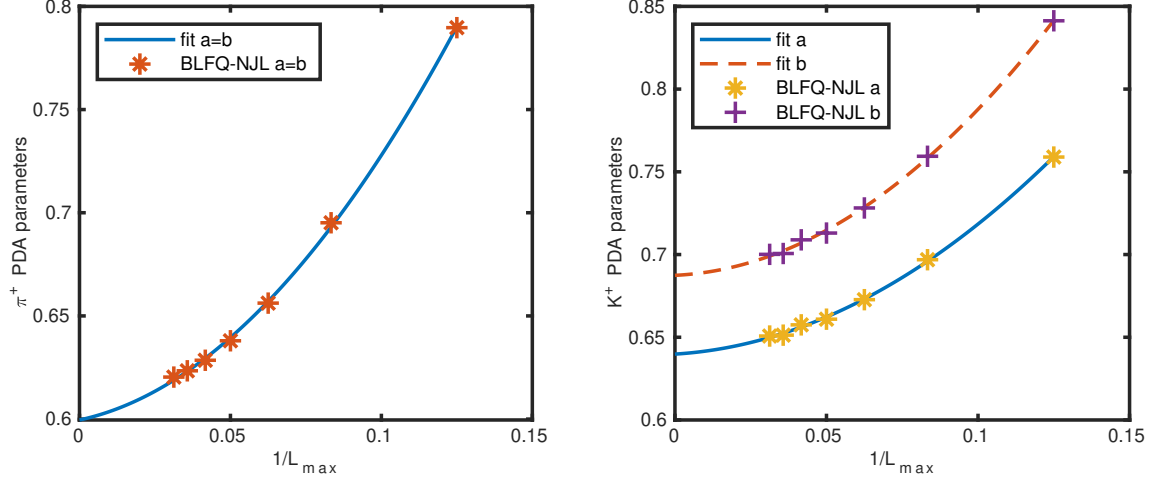 0.8
0.75
0.7
0.65
0.6
0
0.05
0.1
0.15
1/L_max
π⁺ PDA parameters
fit a=b
BLFQ-NJL a=b
0.85
0.8
0.75
0.7
0.65
0.6
0
0.05
0.1
0.15
1/L_max
K⁺ PDA parameters
fit a
fit b
BLFQ-NJL a
BLFQ-NJL b